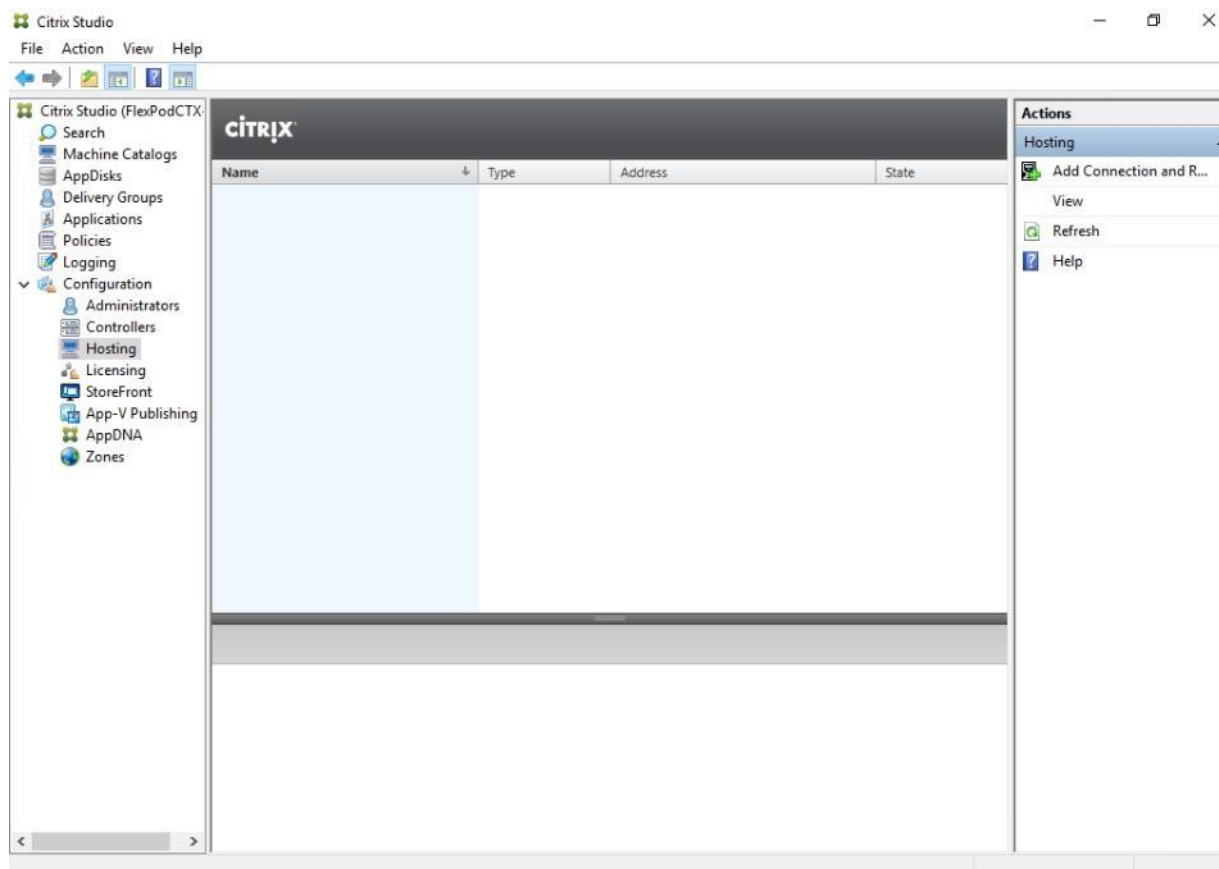 Citrix Studio
File Action View Help
Citrix Studio (FlexPodCTX-
Search
Machine Catalogs
AppDisks
Delivery Groups
Applications
Policies
Logging
Configuration
Administrators
Controllers
Hosting
Licensing
StoreFront
App-V Publishing
AppDNA
Zones
CİTRIX
Name Type Address State
Actions
Hosting
Add Connection and R...
View
Refresh
Help